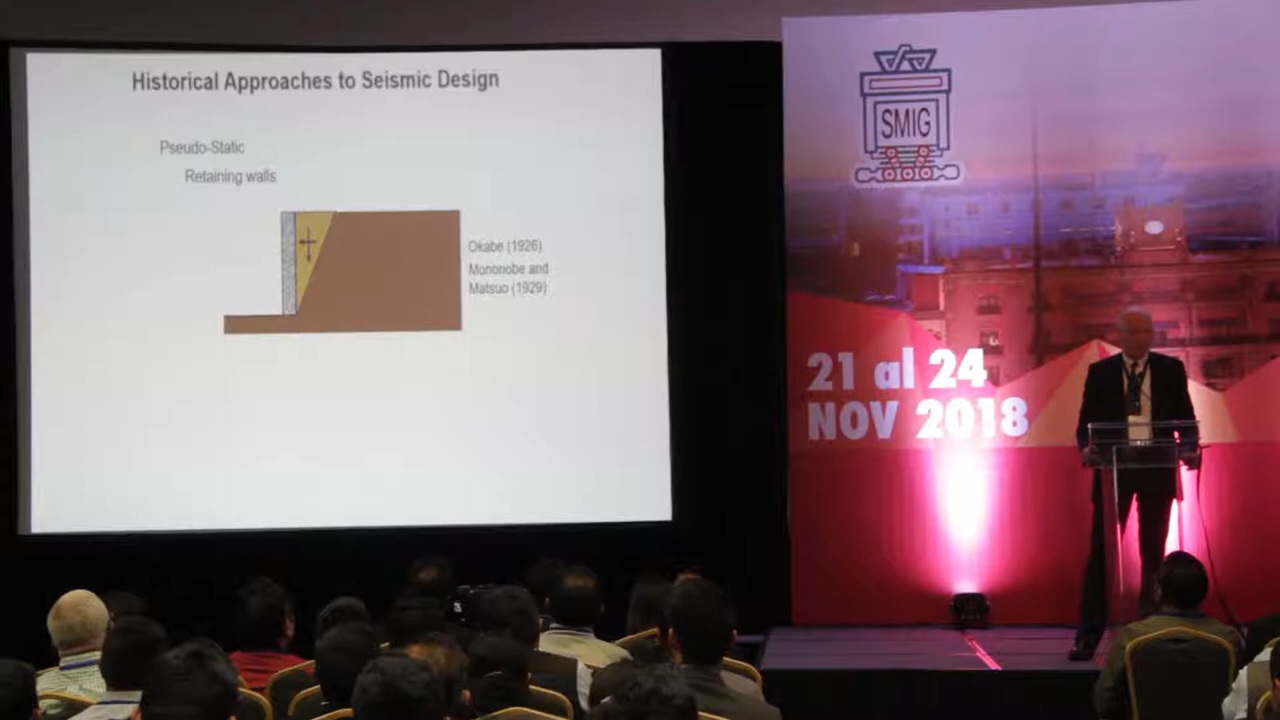 Historical Approaches to Seismic Design
Pseudo-Static
Retaining walls
Okabe (1926)
Mononobe and
Matsuo (1929)
SMIG
21 al 24
NOV 2018